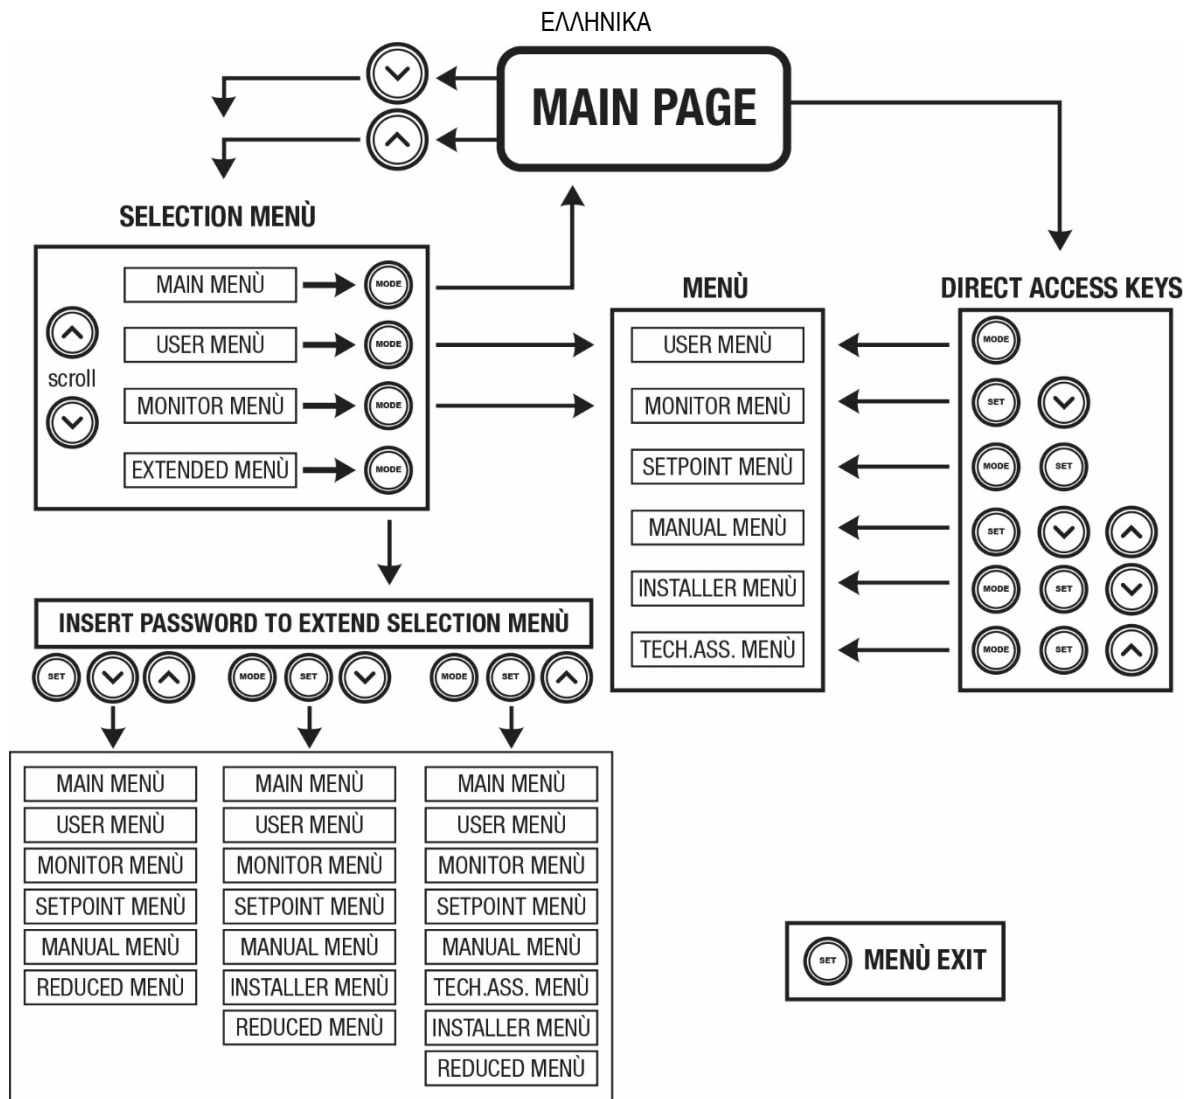 ΕΛΛΗΝΙΚΑ
MAIN PAGE
SELECTION MENÙ
MAIN MENÙ
MODE
USER MENÙ
MODE
scroll
MONITOR MENÙ
MODE
EXTENDED MENÙ
MODE
MENÙ
USER MENÙ
MONITOR MENÙ
SETPOINT MENÙ
MANUAL MENÙ
INSTALLER MENÙ
TECH.ASS. MENÙ
DIRECT ACCESS KEYS
MODE
SET
MODE SET
SET
MODE SET
MODE SET
INSERT PASSWORD TO EXTEND SELECTION MENÙ
SET MODE SET MODE SET
MAIN MENÙ
USER MENÙ
MONITOR MENÙ
SETPOINT MENÙ
MANUAL MENÙ
REDUCED MENÙ
MAIN MENÙ
USER MENÙ
MONITOR MENÙ
SETPOINT MENÙ
MANUAL MENÙ
INSTALLER MENÙ
REDUCED MENÙ
MAIN MENÙ
USER MENÙ
MONITOR MENÙ
SETPOINT MENÙ
MANUAL MENÙ
TECH.ASS. MENÙ
INSTALLER MENÙ
REDUCED MENÙ
SET MENÙ EXIT